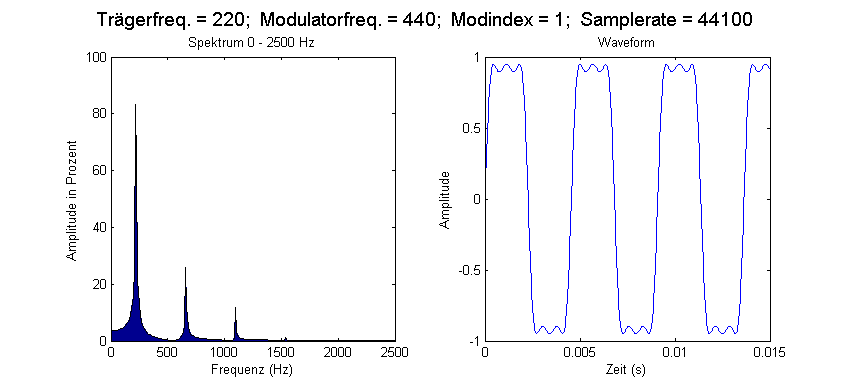 Trägerfreq. = 220;  Modulatorfreq. = 440;  Modindex = 1;  Samplerate = 44100
Spektrum 0 - 2500 Hz
100
80
60
40
20
0
Amplitude in Prozent
0 500 1000 1500 2000 2500
Frequenz (Hz)
Waveform
1
0.5
0
-0.5
-1
Amplitude
0 0.005 0.01 0.015
Zeit (s)